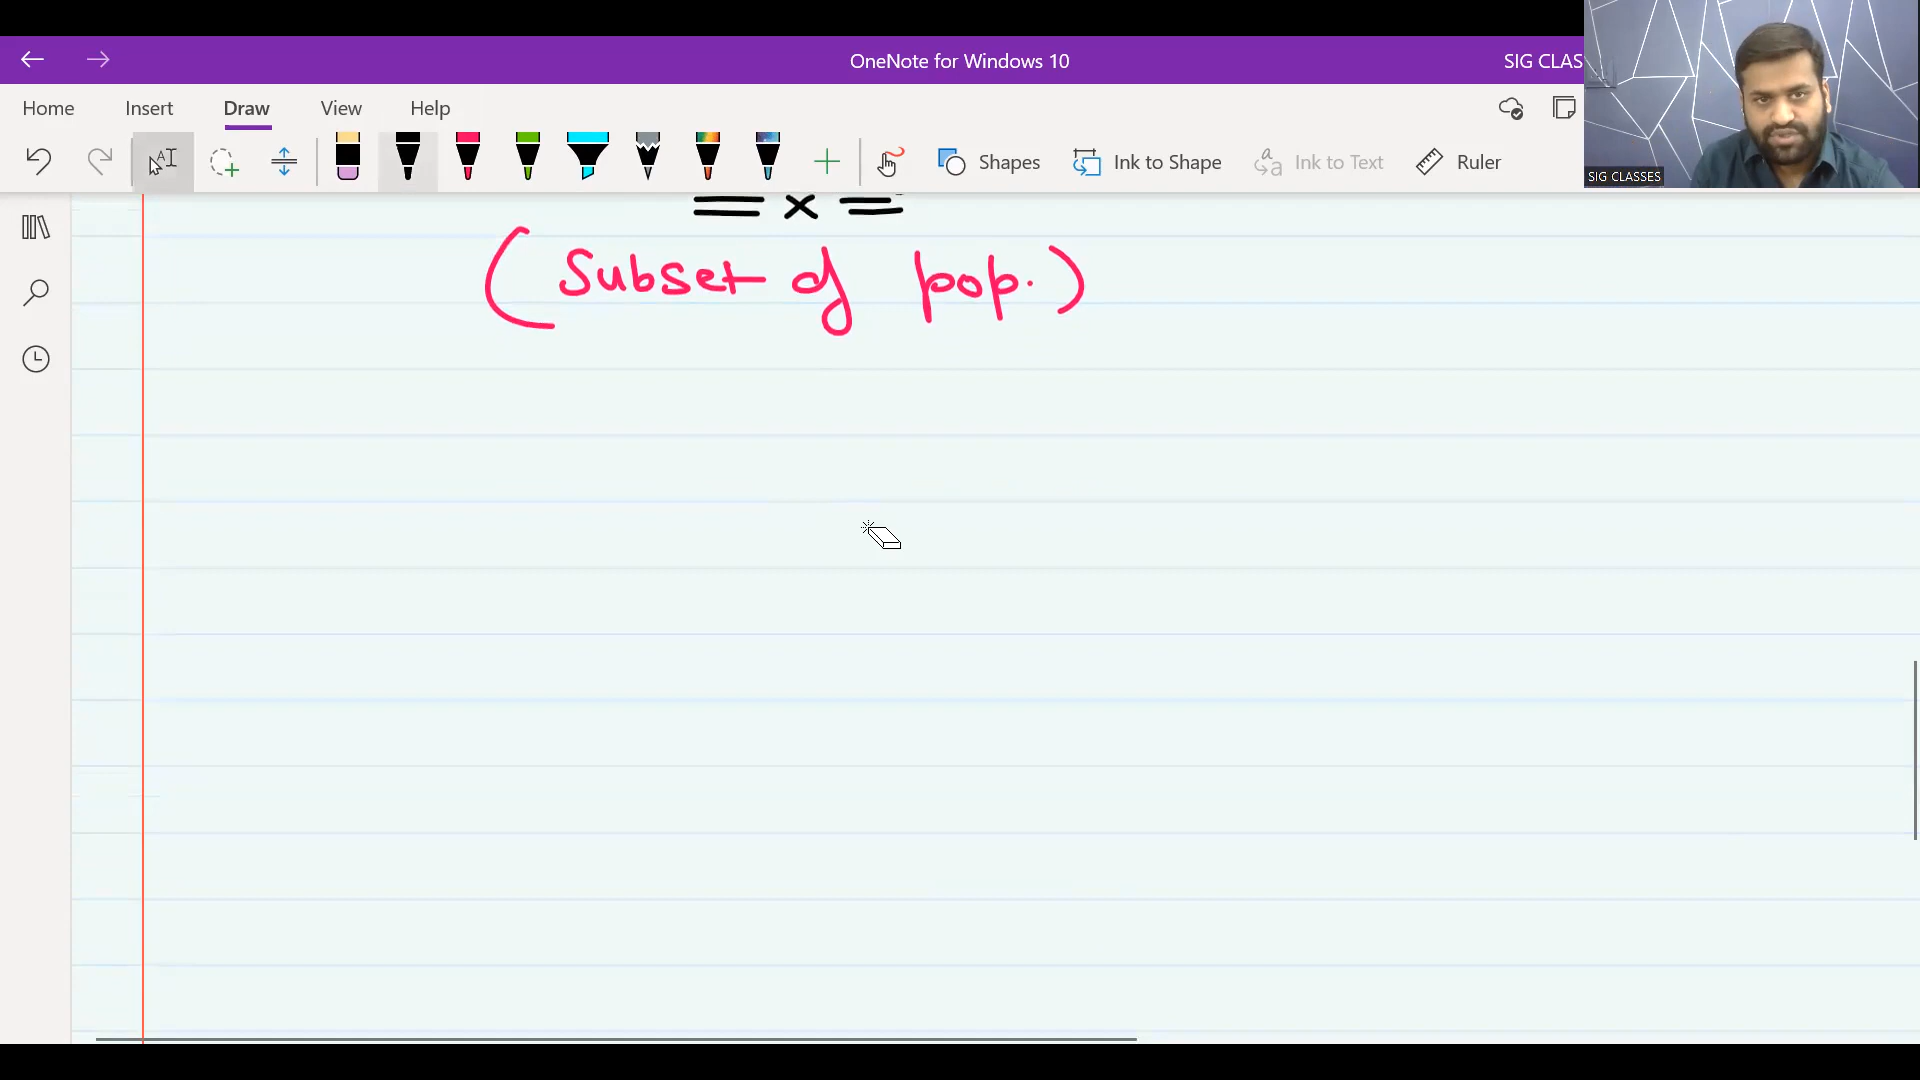 OneNote for Windows 10
SIG CLAS
Home Insert Draw View Help
Shapes Ink to Shape Ink to Text Ruler
SIG CLASSES
= × =
(Subset of pop.)